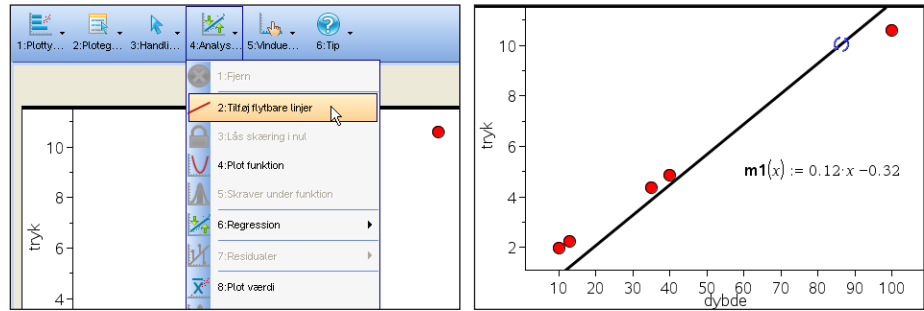 1:Plotty... 2:Ploteg... 3:Handli... 4:Analys... 5:Vindue... 6:Tip
1:Fjern
2:Tilføj flytbare linjer
3:Lås skæring i nul
4:Plot funktion
5:Skraver under funktion
6:Regression
7:Residualer
8:Plot værdi
10
8
6
4
tryk
10
8
6
4
2
tryk
m1(x) := 0.12·x −0.32
10 20 30 40 50 60 70 80 90 100
dybde